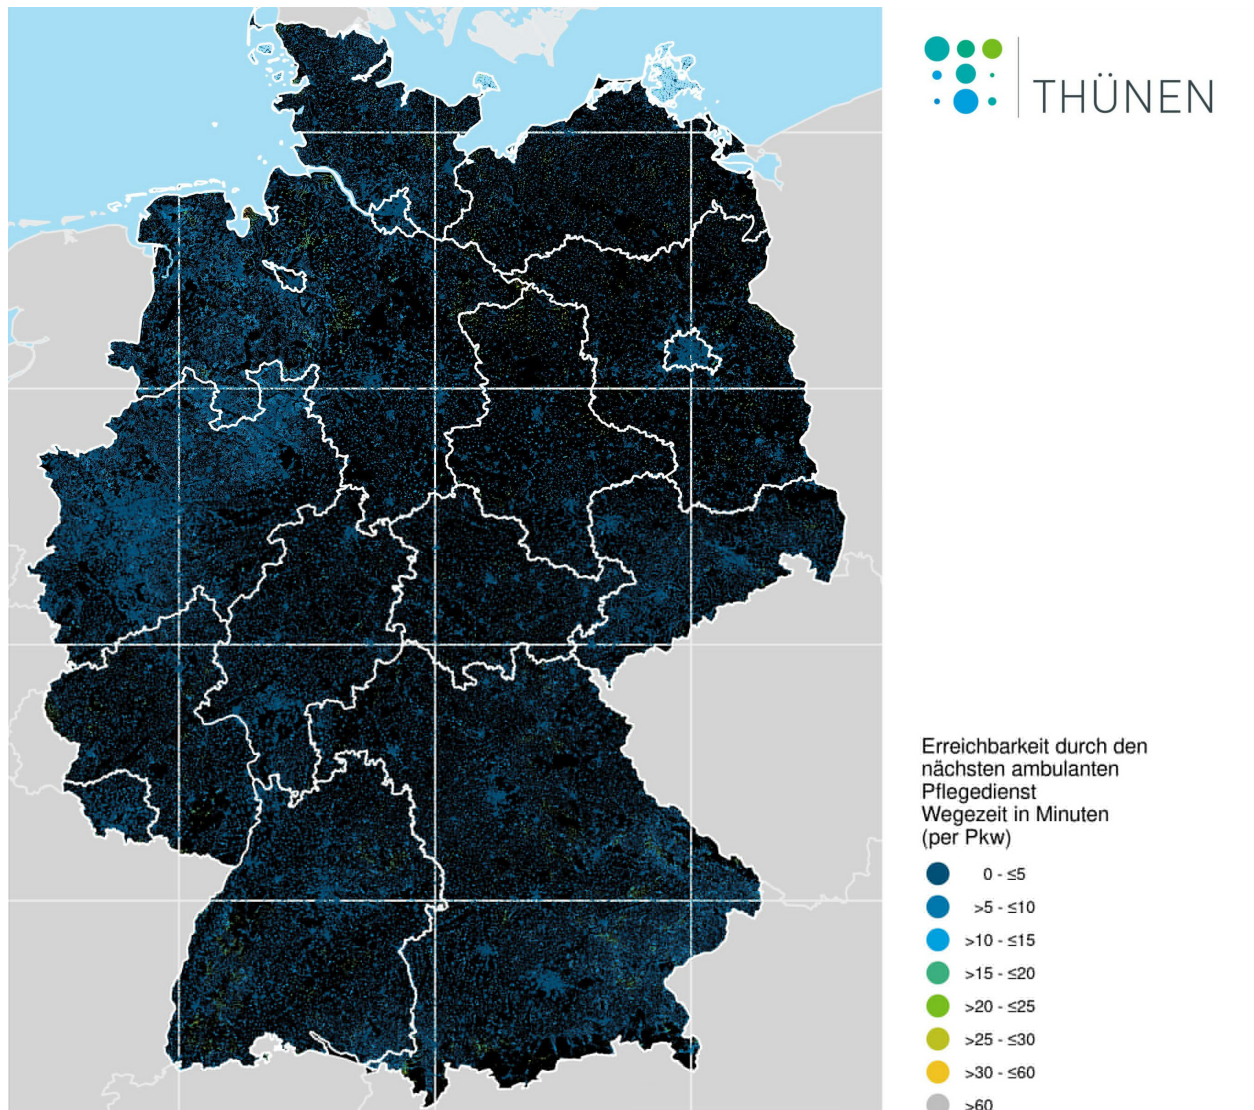 THÜNEN
Erreichbarkeit durch den
nächsten ambulanten
Pflegedienst
Wegezeit in Minuten
(per Pkw)
0 - ≤5
>5 - ≤10
>10 - ≤15
>15 - ≤20
>20 - ≤25
>25 - ≤30
>30 - ≤60
>60